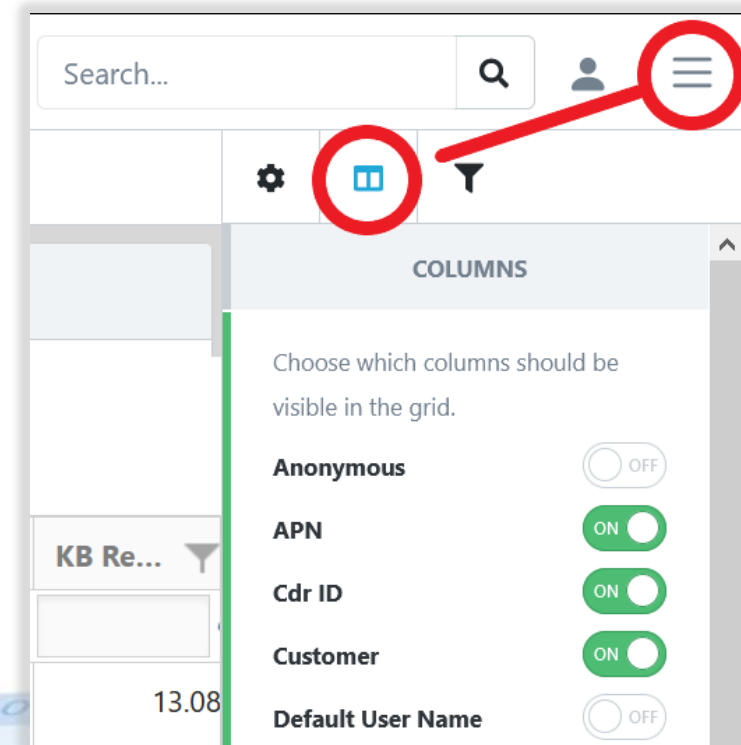 Search...
COLUMNS
Choose which columns should be
visible in the grid.
Anonymous OFF
APN ON
KB Re...
Cdr ID ON
Customer ON
13.08
Default User Name OFF